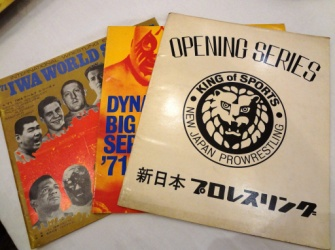 "IWA WORLD S
DYNA
BIG
SER
'71
OPENING SERIES
KING of SPORTS
NEW JAPAN PROWRESTLING
新日本 プロレスリング